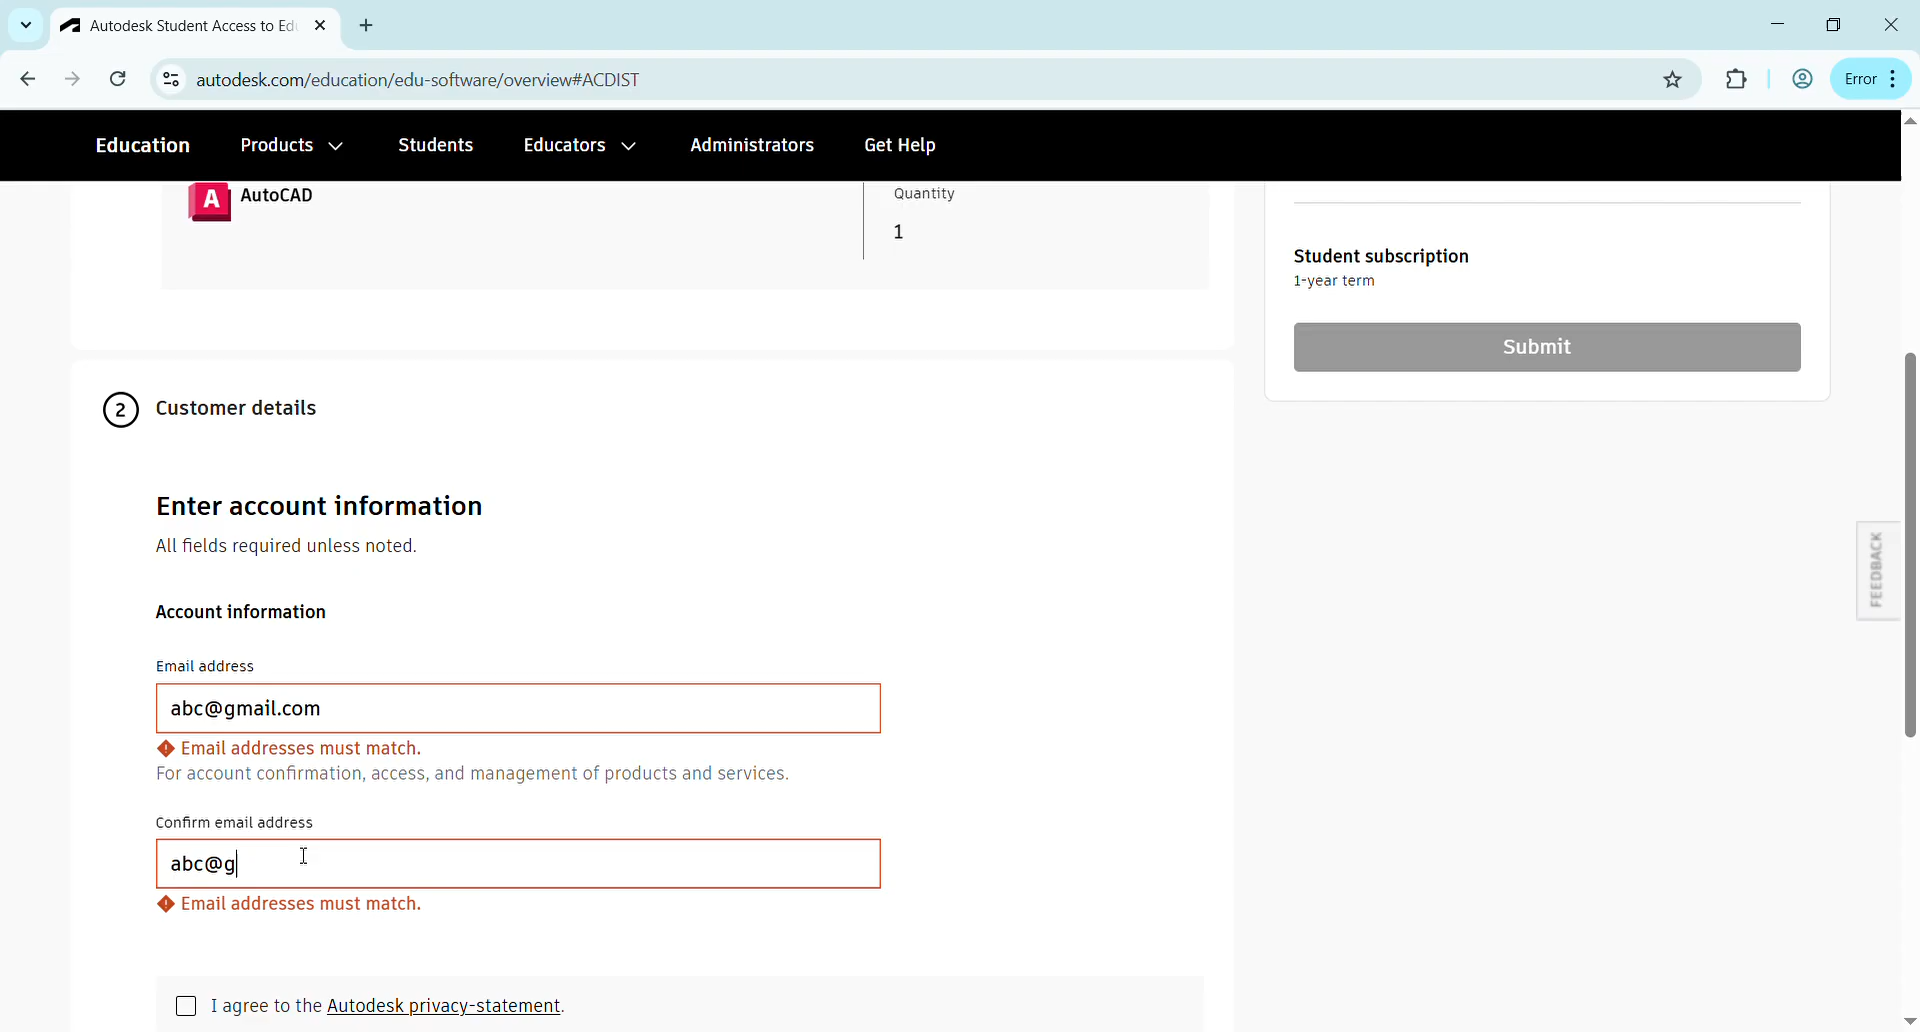 Autodesk Student Access to Edu
autodesk.com/education/edu-software/overview#ACDIST
Error
Education
Products
Students
Educators
Administrators
Get Help
A
AutoCAD
Quantity
1
Student subscription
1-year term
Submit
2
Customer details
Enter account information
All fields required unless noted.
Account information
Email address
abc@gmail.com
Email addresses must match.
For account confirmation, access, and management of products and services.
Confirm email address
abc@g
Email addresses must match.
I agree to the Autodesk privacy-statement.
FEEDBACK